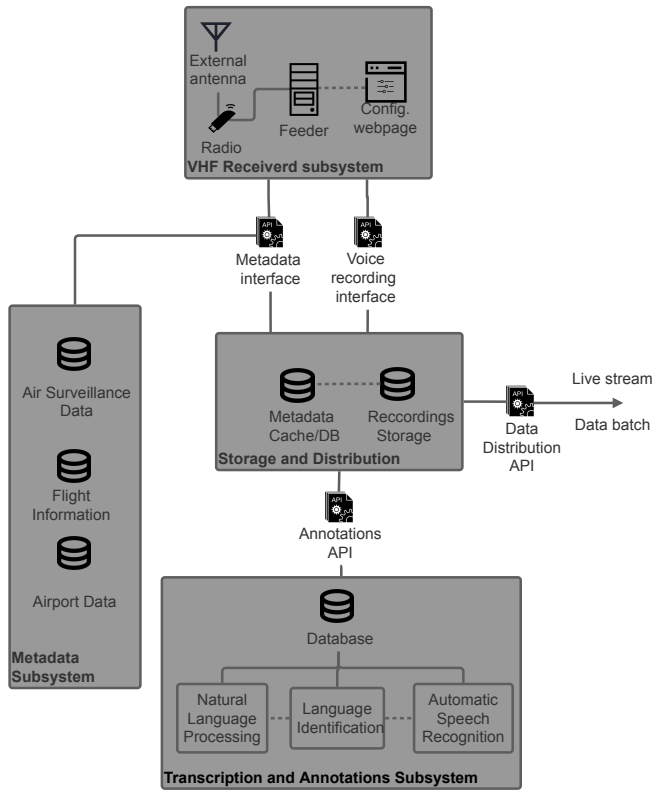 External
antenna
Radio
Feeder
Config.
webpage
VHF Receiverd subsystem
API
Metadata
interface
API
Voice
recording
interface
Air Surveillance
Data
Flight
Information
Airport Data
Metadata
Subsystem
Metadata
Cache/DB
Reccordings
Storage
Storage and Distribution
API
Data
Distribution
API
Live stream
Data batch
API
Annotations
API
Database
Natural
Language
Processing
Language
Identification
Automatic
Speech
Recognition
Transcription and Annotations Subsystem